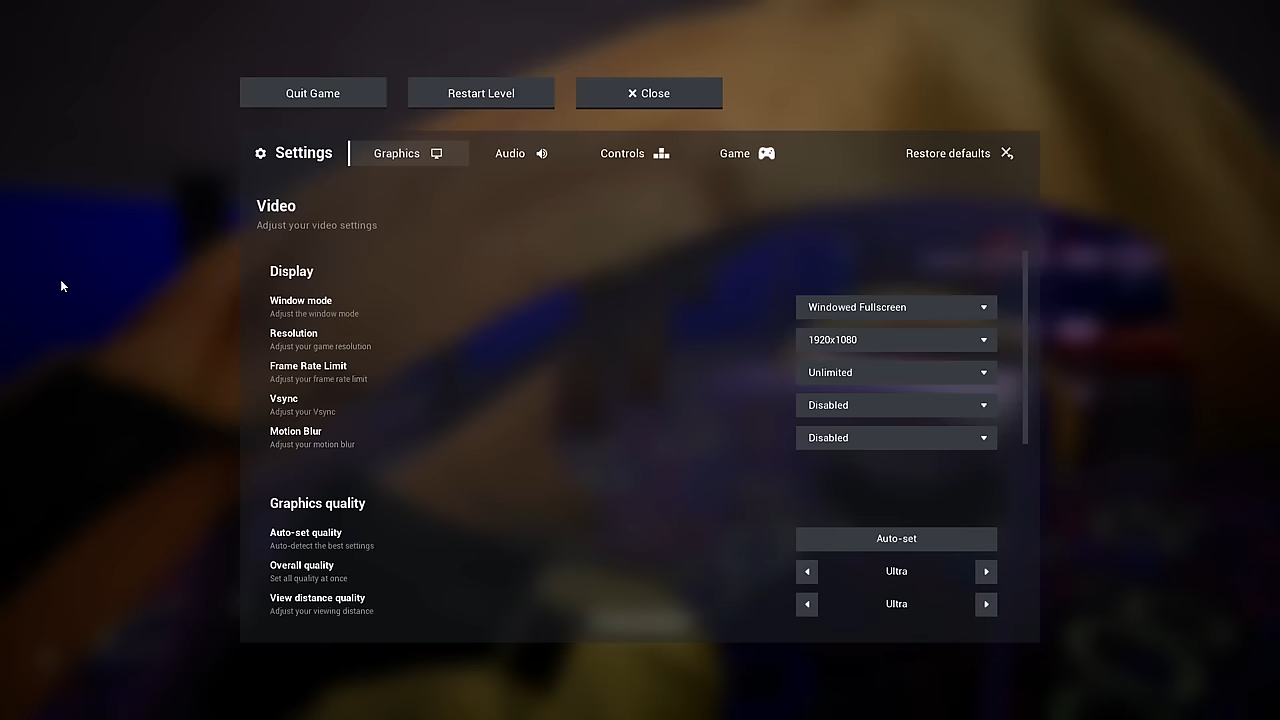 Quit Game
Restart Level
Close
Settings
Graphics
Audio
Controls
Game
Restore defaults
Video
Adjust your video settings
Display
Window mode
Adjust the window mode
Windowed Fullscreen
Resolution
Adjust your game resolution
1920x1080
Frame Rate Limit
Adjust your frame rate limit
Unlimited
Vsync
Adjust your Vsync
Disabled
Motion Blur
Adjust your motion blur
Disabled
Graphics quality
Auto-set quality
Auto-detect the best settings
Auto-set
Overall quality
Set all quality at once
Ultra
View distance quality
Adjust your viewing distance
Ultra